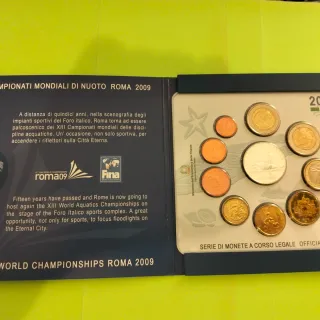 MPIONATI MONDIALI DI NUOTO ROMA 2009
A distanza di quindici anni, nella scenografia degli
impianti sportivi del Foro Italico, Roma torna ad essere
palcoscenico dei XIII Campionati mondiali delle disci-
pline acquatiche. Un' occasione, non solo sportiva, per
accendere i riflettori sulla Città Eterna.
roma09
fina
Fifteen years have passed and Rome is now going to
host again the XIII World Aquatics Championships on
the stage of the Foro Italico sports complex. A great
opportunity, not only for sports, to focus floodlights on
the Eternal City.
WORLD CHAMPIONSHIPS ROMA 2009
20
SERIE DI MONETE A CORSO LEGALE OFFICIA